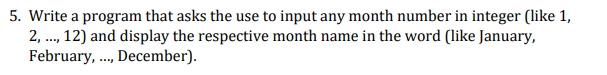 5. Write a program that asks the use to input any month number in integer (like 1,
2, ..., 12) and display the respective month name in the word (like January,
February, ..., December).